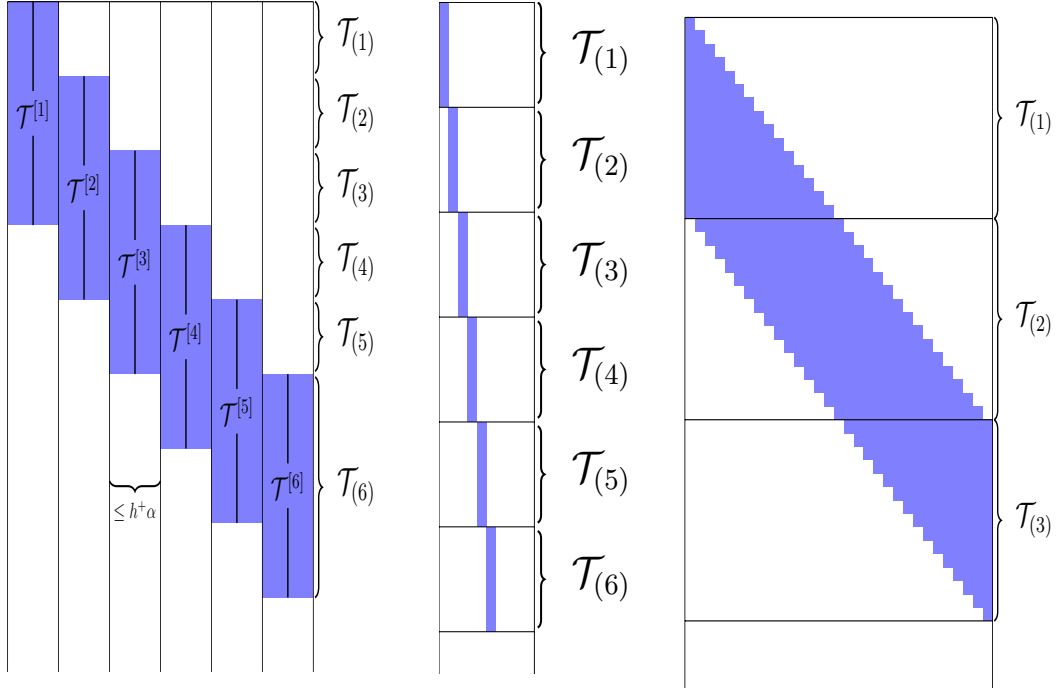 𝒯^{[1]}
𝒯^{[2]}
𝒯^{[3]}
𝒯^{[4]}
𝒯^{[5]}
𝒯^{[6]}
≤ h⁺α
𝒯_{(1)}
𝒯_{(2)}
𝒯_{(3)}
𝒯_{(4)}
𝒯_{(5)}
𝒯_{(6)}
𝒯_{(1)}
𝒯_{(2)}
𝒯_{(3)}
𝒯_{(4)}
𝒯_{(5)}
𝒯_{(6)}
𝒯_{(1)}
𝒯_{(2)}
𝒯_{(3)}